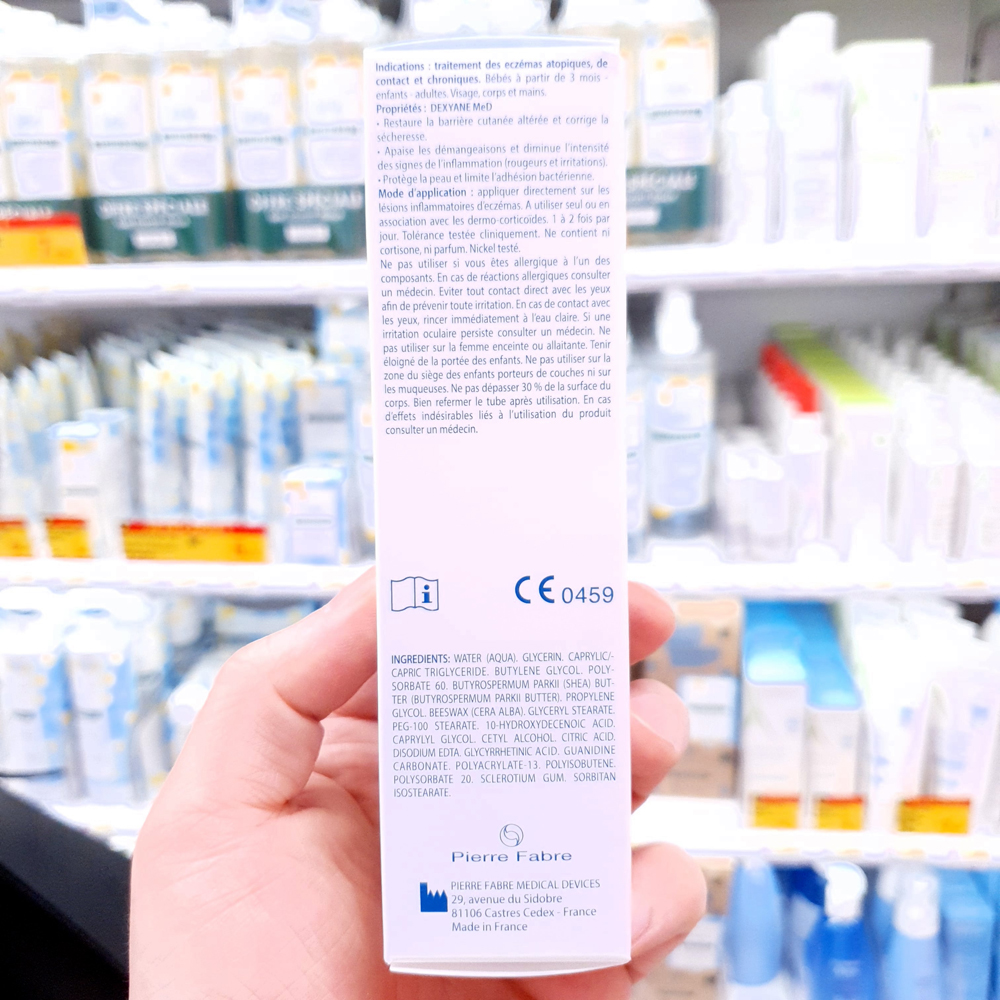 Indications : traitement des eczémas atopiques, de
contact et chroniques. Bébés à partir de 3 mois -
enfants - adultes. Visage, corps et mains.
Propriétés : DEXYANE MeD
• Restaure la barrière cutanée altérée et corrige la
sécheresse.
• Apaise les démangeaisons et diminue l'intensité
des signes de l'inflammation (rougeurs et irritations).
• Protège la peau et limite l'adhésion bactérienne.
Mode d'application : appliquer directement sur les
lésions inflammatoires d'eczémas. A utiliser seul ou en
association avec les dermo-corticoïdes. 1 à 2 fois par
jour. Tolérance testée cliniquement. Ne contient ni
cortisone, ni parfum. Nickel testé.
Ne pas utiliser si vous êtes allergique à l'un des
composants. En cas de réactions allergiques consulter
un médecin. Eviter tout contact direct avec les yeux
afin de prévenir toute irritation. En cas de contact avec
les yeux, rincer immédiatement à l'eau claire. Si une
irritation oculaire persiste consulter un médecin. Ne
pas utiliser sur la femme enceinte ou allaitante. Tenir
éloigné de la portée des enfants. Ne pas utiliser sur la
zone du siège des enfants porteurs de couches ni sur
les muqueuses. Ne pas dépasser 30 % de la surface du
corps. Bien refermer le tube après utilisation. En cas
d'effets indésirables liés à l'utilisation du produit
consulter un médecin.
i
CE 0459
INGREDIENTS: WATER (AQUA). GLYCERIN. CAPRYLIC/-
CAPRIC TRIGLYCERIDE. BUTYLENE GLYCOL. POLY-
SORBATE 60. BUTYROSPERMUM PARKII (SHEA) BUT-
TER (BUTYROSPERMUM PARKII BUTTER). PROPYLENE
GLYCOL. BEESWAX (CERA ALBA). GLYCERYL STEARATE.
PEG-100 STEARATE. 10-HYDROXYDECENOIC ACID.
CAPRYLYL GLYCOL. CETYL ALCOHOL. CITRIC ACID.
DISODIUM EDTA. GLYCYRRHETINIC ACID. GUANIDINE
CARBONATE. POLYACRYLATE-13. POLYISOBUTENE.
POLYSORBATE 20. SCLEROTIUM GUM. SORBITAN
ISOSTEARATE.
Pierre Fabre
PIERRE FABRE MEDICAL DEVICES
29, avenue du Sidobre
81106 Castres Cedex - France
Made in France